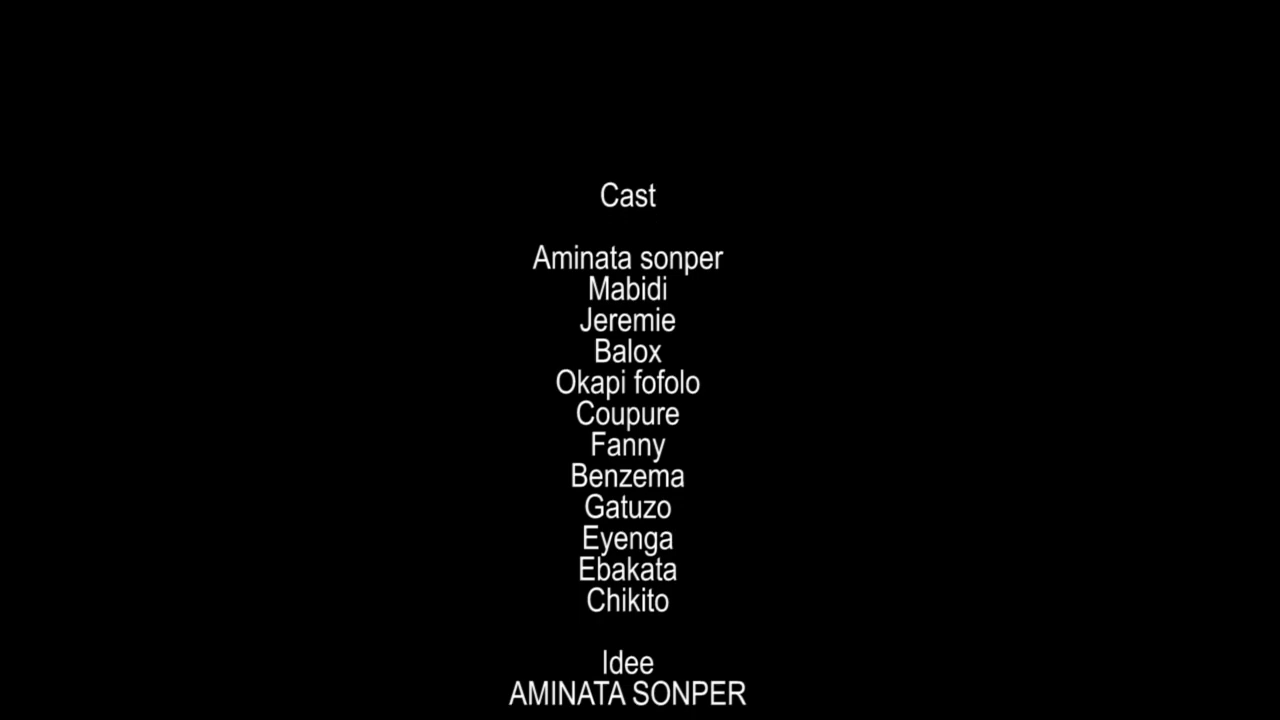 Cast
Aminata sonper
Mabidi
Jeremie
Balox
Okapi fofolo
Coupure
Fanny
Benzema
Gatuzo
Eyenga
Ebakata
Chikito
Idee
AMINATA SONPER